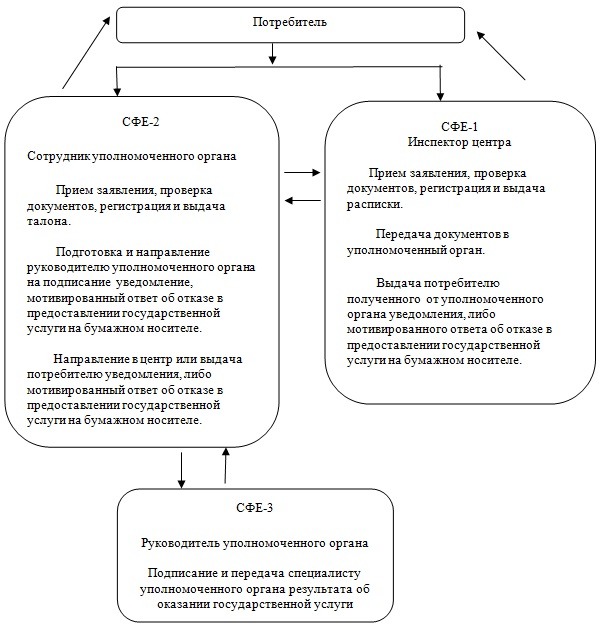 Потребитель
СФЕ-2
Сотрудник уполномоченного органа
Прием заявления, проверка
документов, регистрация и выдача
талона.
Подготовка и направление
руководителю уполномоченного органа
на подписание уведомление,
мотивированный ответ об отказе в
предоставлении государственной
услуги на бумажном носителе.
Направление в центр или выдача
потребителю уведомления, либо
мотивированный ответ об отказе в
предоставлении государственной
услуги на бумажном носителе.
СФЕ-1
Инспектор центра
Прием заявления, проверка
документов, регистрация и выдача
расписки.
Передача документов в
уполномоченный орган.
Выдача потребителю
полученного от уполномоченного
органа уведомления, либо
мотивированного ответа об отказе в
предоставлении государственной
услуги на бумажном носителе.
СФЕ-3
Руководитель уполномоченного органа
Подписание и передача специалисту
уполномоченного органа результата об
оказании государственной услуги